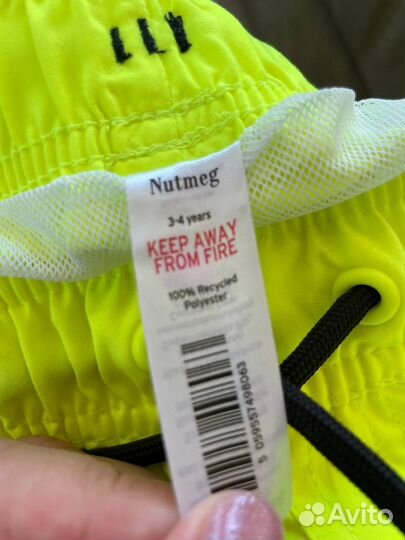 Nutmeg
3-4 years
KEEP AWAY
FROM FIRE
100% Recycled
Polyester
5 059557 498063
Avito